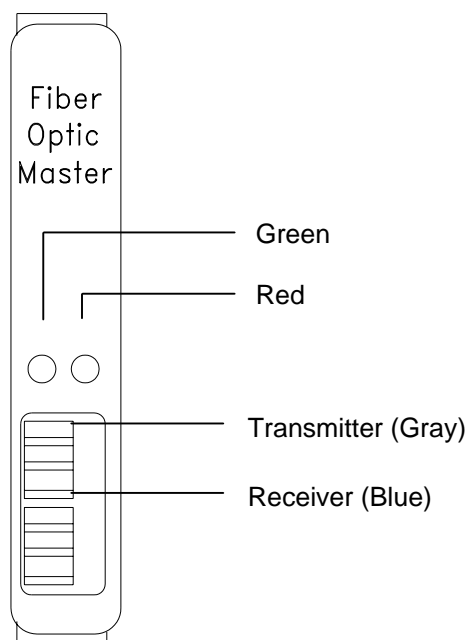 Fiber
Optic
Master
Green
Red
Transmitter (Gray)
Receiver (Blue)